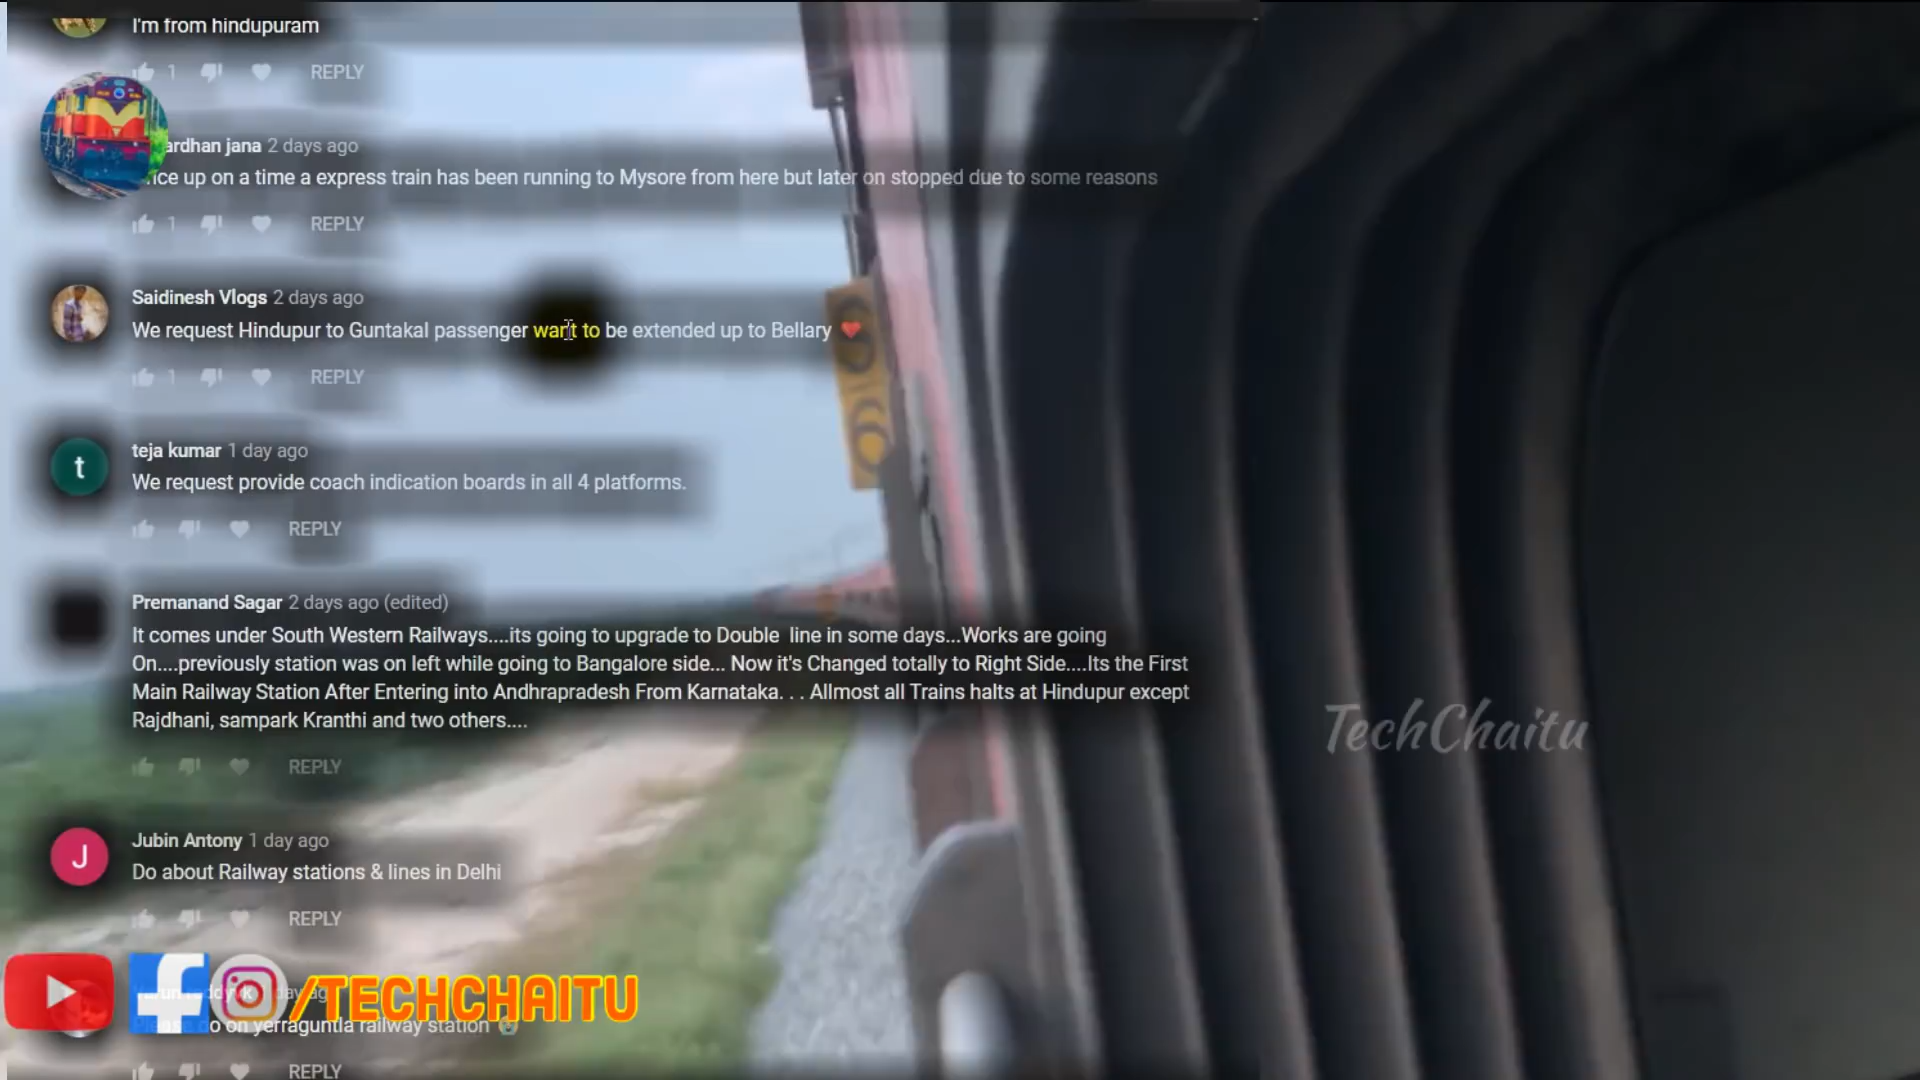 I'm from hindupuram
1 REPLY
ardhan jana 2 days ago
ce up on a time a express train has been running to Mysore from here but later on stopped due to some reasons
1 REPLY
Saidinesh Vlogs 2 days ago
We request Hindupur to Guntakal passenger want to be extended up to Bellary ❤
1 REPLY
t
teja kumar 1 day ago
We request provide coach indication boards in all 4 platforms.
REPLY
Premanand Sagar 2 days ago (edited)
It comes under South Western Railways....its going to upgrade to Double line in some days...Works are going
On....previously station was on left while going to Bangalore side... Now it's Changed totally to Right Side....Its the First
Main Railway Station After Entering into Andhrapradesh From Karnataka. . . Allmost all Trains halts at Hindupur except
Rajdhani, sampark Kranthi and two others....
REPLY
TechChaitu
J
Jubin Antony 1 day ago
Do about Railway stations & lines in Delhi
REPLY
/TECHCHAITU
do on yerraguntla railway station
REPLY